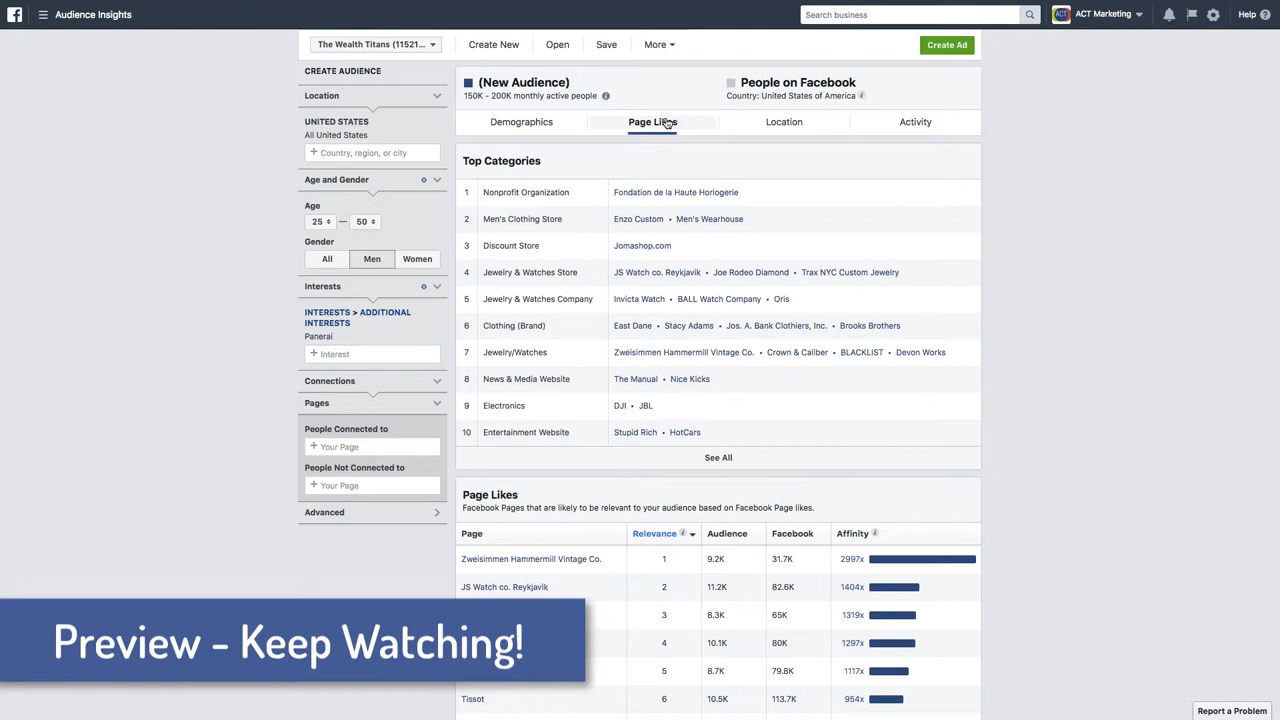 Audience Insights
Search business
ACT Marketing
Help
The Wealth Titans (11521...
Create New
Open
Save
More
Create Ad
CREATE AUDIENCE
Location
UNITED STATES
All United States
+ Country, region, or city
Age and Gender
Age
25 — 50
Gender
All
Men
Women
Interests
INTERESTS > ADDITIONAL
INTERESTS
Panerai
+ Interest
Connections
Pages
People Connected to
+ Your Page
People Not Connected to
+ Your Page
Advanced
(New Audience)
150K - 200K monthly active people
People on Facebook
Country: United States of America
Demographics
Page Likes
Location
Activity
Top Categories
1 Nonprofit Organization Fondation de la Haute Horlogerie
2 Men's Clothing Store Enzo Custom • Men's Wearhouse
3 Discount Store Jomashop.com
4 Jewelry & Watches Store JS Watch co. Reykjavik • Joe Rodeo Diamond • Trax NYC Custom Jewelry
5 Jewelry & Watches Company Invicta Watch • BALL Watch Company • Oris
6 Clothing (Brand) East Dane • Stacy Adams • Jos. A. Bank Clothiers, Inc. • Brooks Brothers
7 Jewelry/Watches Zweisimmen Hammermill Vintage Co. • Crown & Caliber • BLACKLIST • Devon Works
8 News & Media Website The Manual • Nice Kicks
9 Electronics DJI • JBL
10 Entertainment Website Stupid Rich • HotCars
See All
Page Likes
Facebook Pages that are likely to be relevant to your audience based on Facebook Page likes.
Page Relevance Audience Facebook Affinity
Zweisimmen Hammermill Vintage Co. 1 9.2K 31.7K 2997x
JS Watch co. Reykjavik 2 11.2K 82.6K 1404x
3 8.3K 65K 1319x
4 10.1K 80K 1297x
5 8.7K 79.8K 1117x
Tissot 6 10.5K 113.7K 954x
Preview - Keep Watching!
Report a Problem